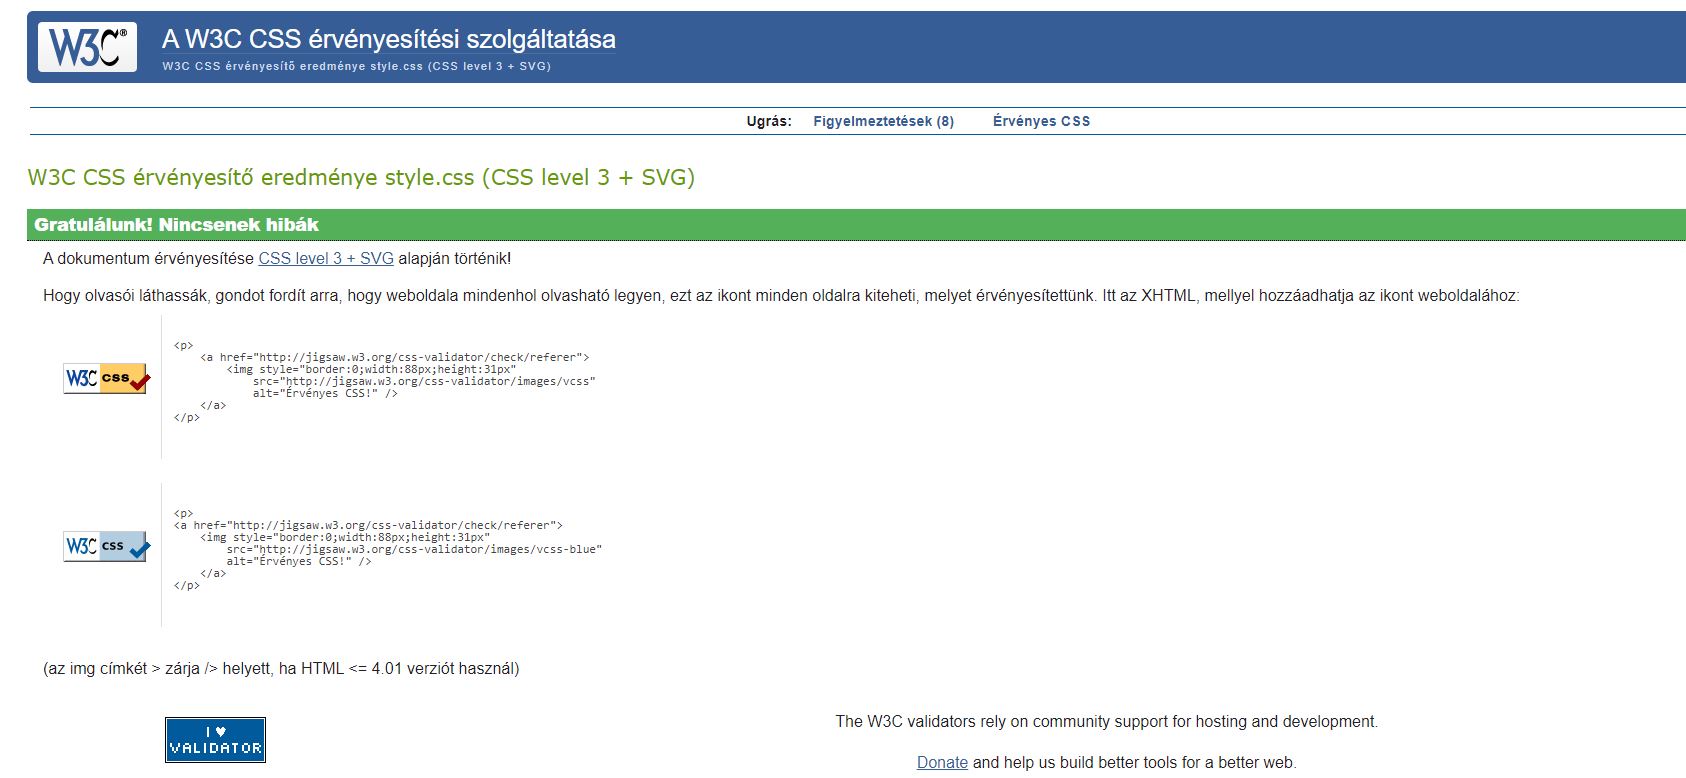 W3C®
A W3C CSS érvényesítési szolgáltatása
W3C CSS érvényesítő eredménye style.css (CSS level 3 + SVG)
Ugrás: Figyelmeztetések (8) Érvényes CSS
W3C CSS érvényesítő eredménye style.css (CSS level 3 + SVG)
Gratulálunk! Nincsenek hibák
A dokumentum érvényesítése CSS level 3 + SVG alapján történik!
Hogy olvasói láthassák, gondot fordít arra, hogy weboldala mindenhol olvasható legyen, ezt az ikont minden oldalra kiteheti, melyet érvényesítettünk. Itt az XHTML, mellyel hozzáadhatja az ikont weboldalához:
W3C css
<p>
<a href="http://jigsaw.w3.org/css-validator/check/referer">
<img style="border:0;width:88px;height:31px"
src="http://jigsaw.w3.org/css-validator/images/vcss"
alt="Érvényes CSS!" />
</a>
</p>
W3C css
<p>
<a href="http://jigsaw.w3.org/css-validator/check/referer">
<img style="border:0;width:88px;height:31px"
src="http://jigsaw.w3.org/css-validator/images/vcss-blue"
alt="Érvényes CSS!" />
</a>
</p>
(az img címkét > zárja /> helyett, ha HTML <= 4.01 verziót használ)
I ♥
VALIDATOR
The W3C validators rely on community support for hosting and development.
Donate and help us build better tools for a better web.